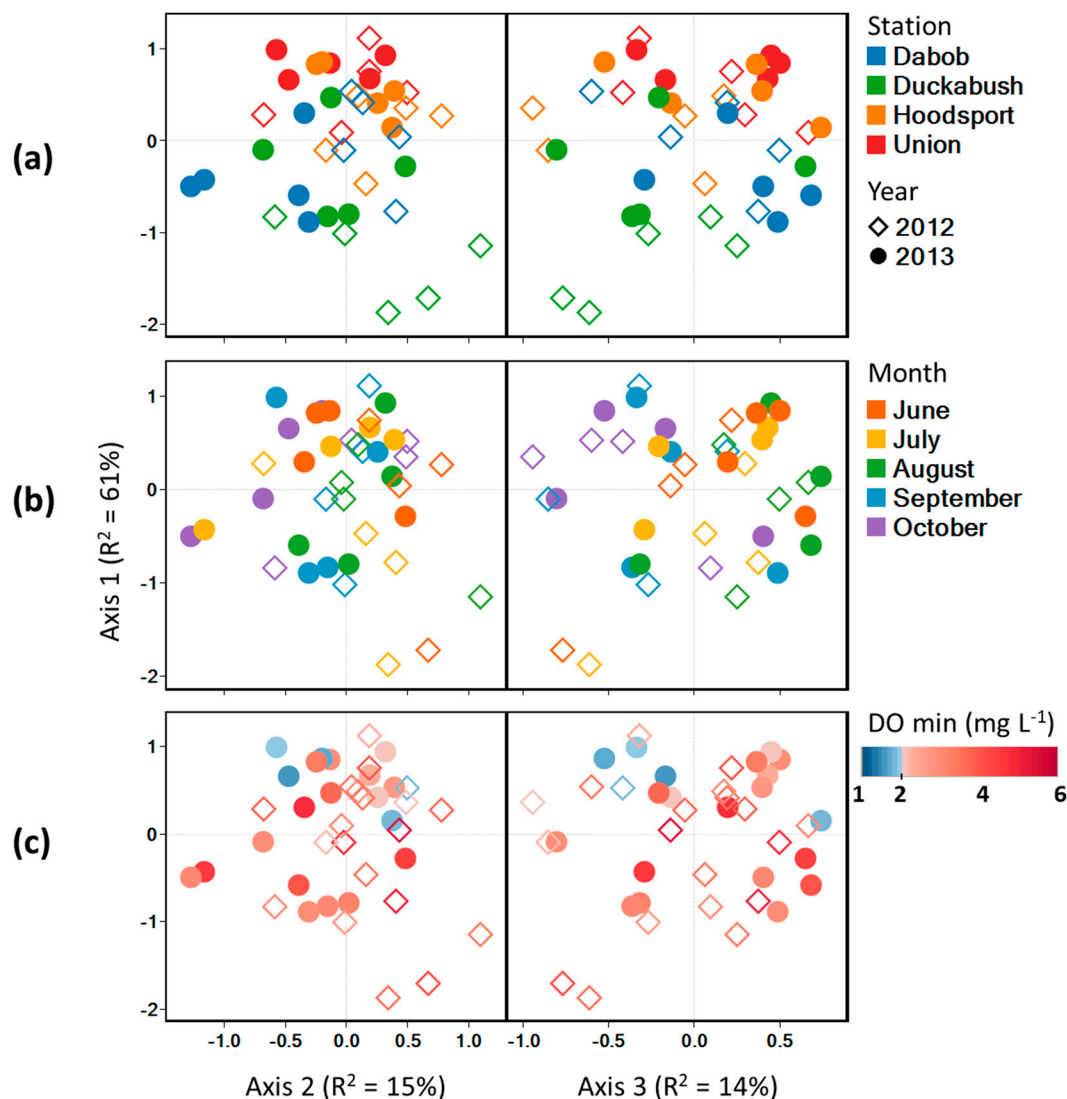 (a)
1
0
-1
-2
Station
Dabob
Duckabush
Hoodsport
Union
Year
2012
2013
(b)
Axis 1 (R² = 61%)
1
0
-1
-2
Month
June
July
August
September
October
(c)
1
0
-1
-2
DO min (mg L⁻¹)
1 2 4 6
-1.0 -0.5 0.0 0.5 1.0 -1.0 -0.5 0.0 0.5
Axis 2 (R² = 15%) Axis 3 (R² = 14%)